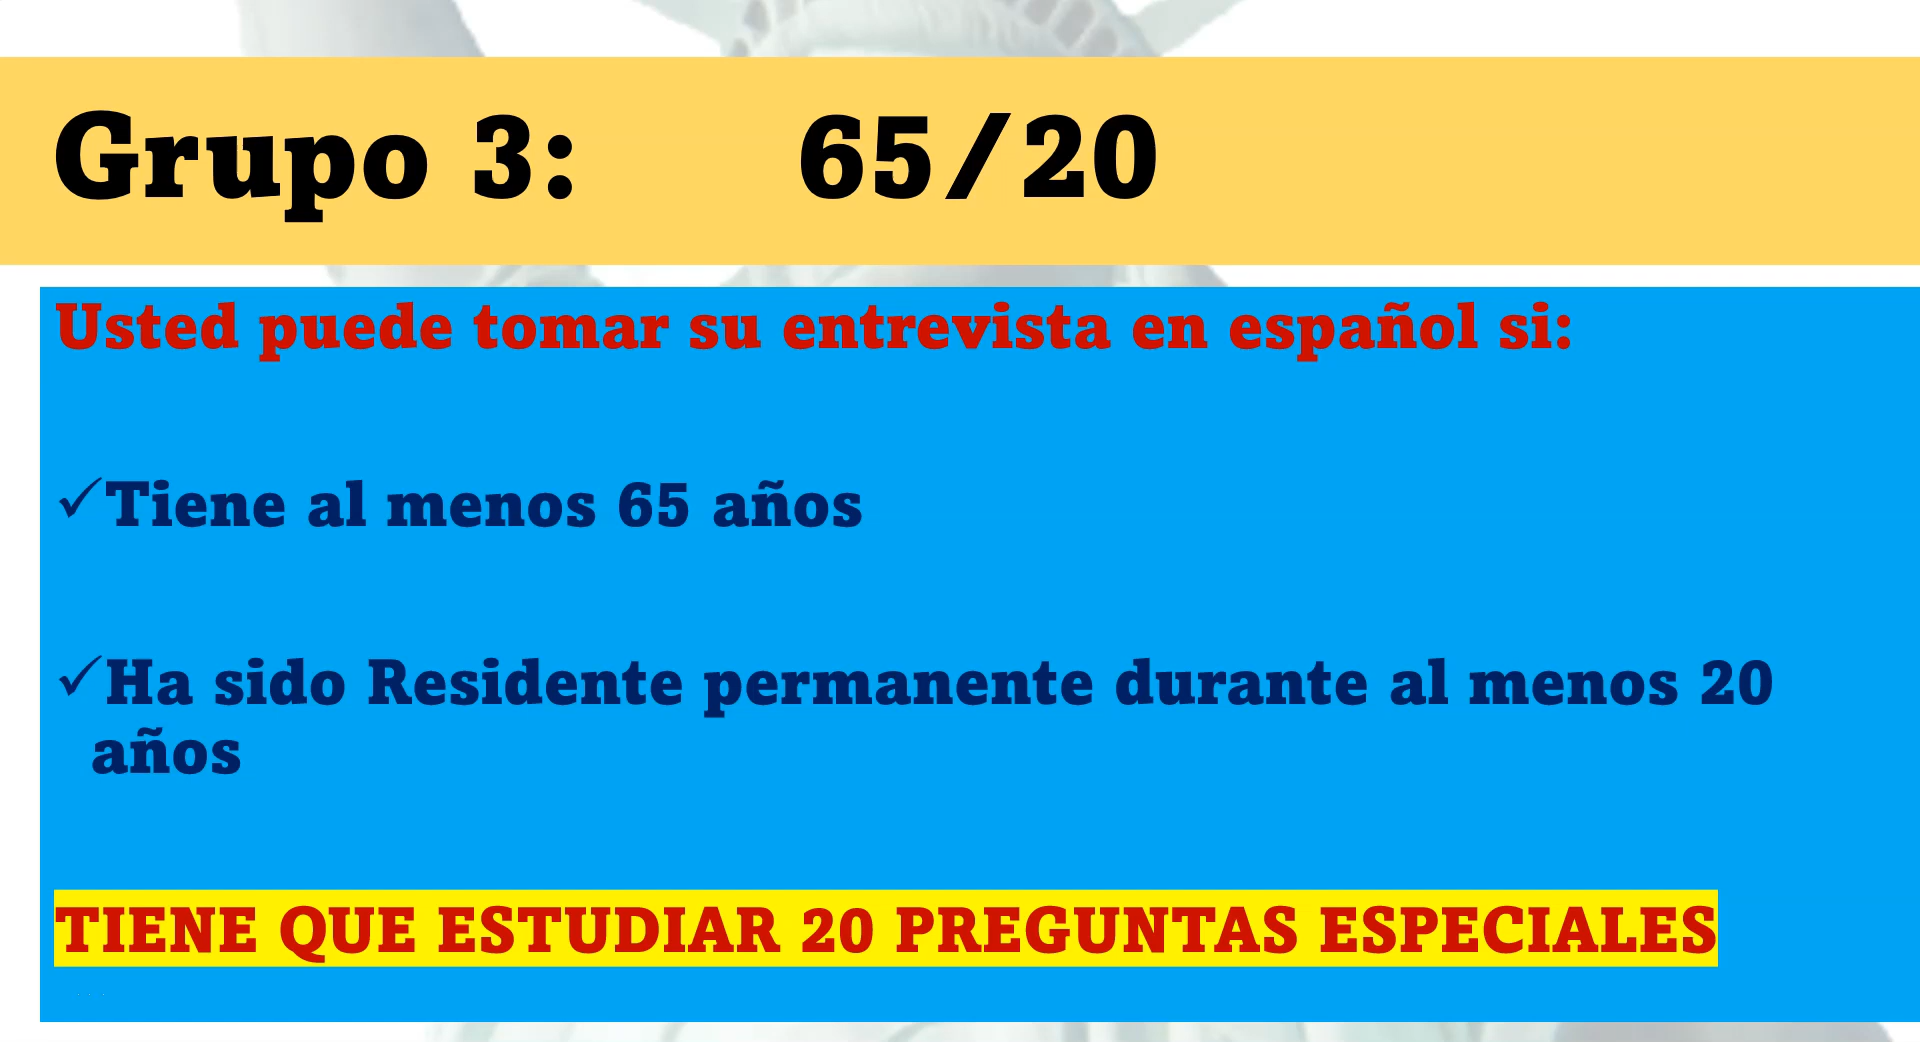 Grupo 3: 65/20
Usted puede tomar su entrevista en español si:
✓Tiene al menos 65 años
✓Ha sido Residente permanente durante al menos 20
años
TIENE QUE ESTUDIAR 20 PREGUNTAS ESPECIALES